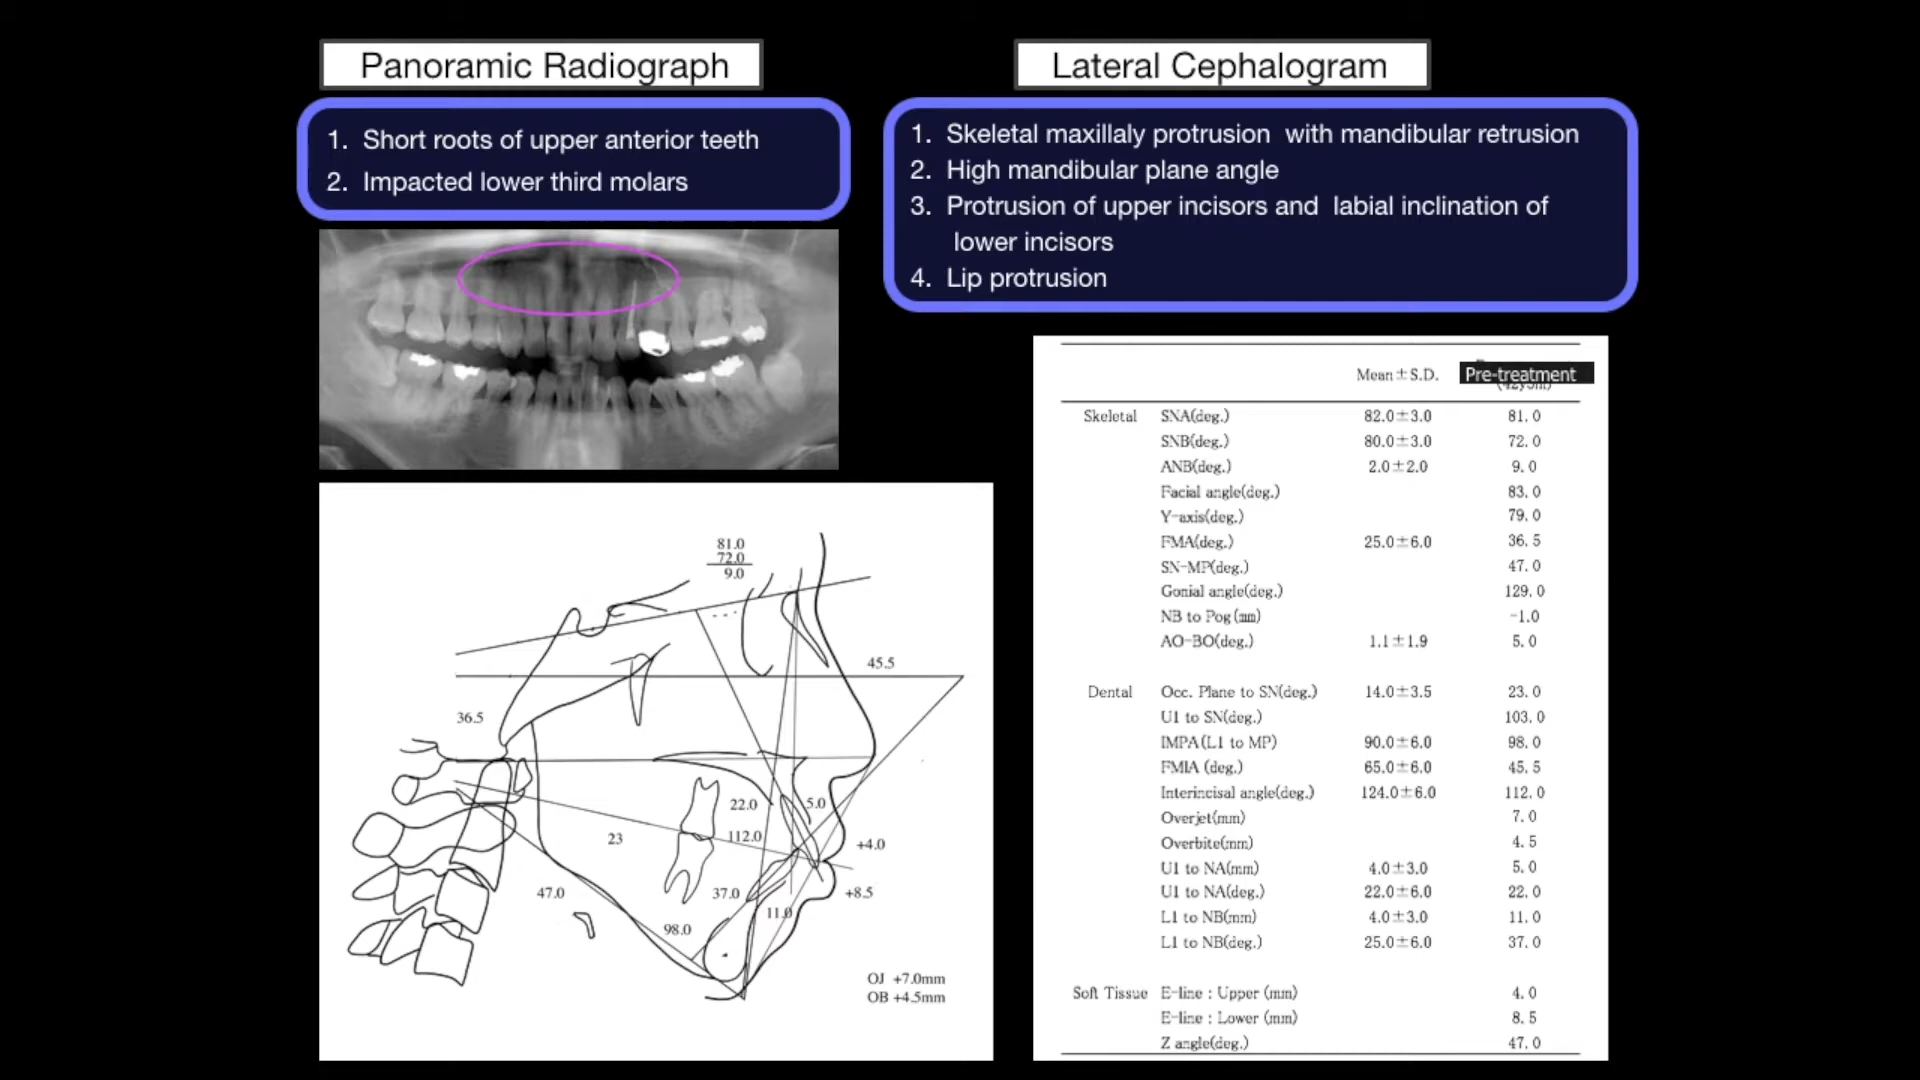 Panoramic Radiograph
1. Short roots of upper anterior teeth
2. Impacted lower third molars
Lateral Cephalogram
1. Skeletal maxillaly protrusion with mandibular retrusion
2. High mandibular plane angle
3. Protrusion of upper incisors and labial inclination of
lower incisors
4. Lip protrusion
81.0
72.0
9.0
45.5
36.5
22.0
5.0
23
112.0
+4.0
47.0
37.0
+8.5
11.0
98.0
OJ +7.0mm
OB +4.5mm
Mean±S.D. Pre-treatment
Skeletal SNA(deg.) 82.0±3.0 81.0
SNB(deg.) 80.0±3.0 72.0
ANB(deg.) 2.0±2.0 9.0
Facial angle(deg.) 83.0
Y-axis(deg.) 79.0
FMA(deg.) 25.0±6.0 36.5
SN-MP(deg.) 47.0
Gonial angle(deg.) 129.0
NB to Pog(mm) -1.0
AO-BO(deg.) 1.1±1.9 5.0
Dental Occ. Plane to SN(deg.) 14.0±3.5 23.0
U1 to SN(deg.) 103.0
IMPA(L1 to MP) 90.0±6.0 98.0
FMIA (deg.) 65.0±6.0 45.5
Interincisal angle(deg.) 124.0±6.0 112.0
Overjet(mm) 7.0
Overbite(mm) 4.5
U1 to NA(mm) 4.0±3.0 5.0
U1 to NA(deg.) 22.0±6.0 22.0
L1 to NB(mm) 4.0±3.0 11.0
L1 to NB(deg.) 25.0±6.0 37.0
Soft Tissue E-line : Upper (mm) 4.0
E-line : Lower (mm) 8.5
Z angle(deg.) 47.0